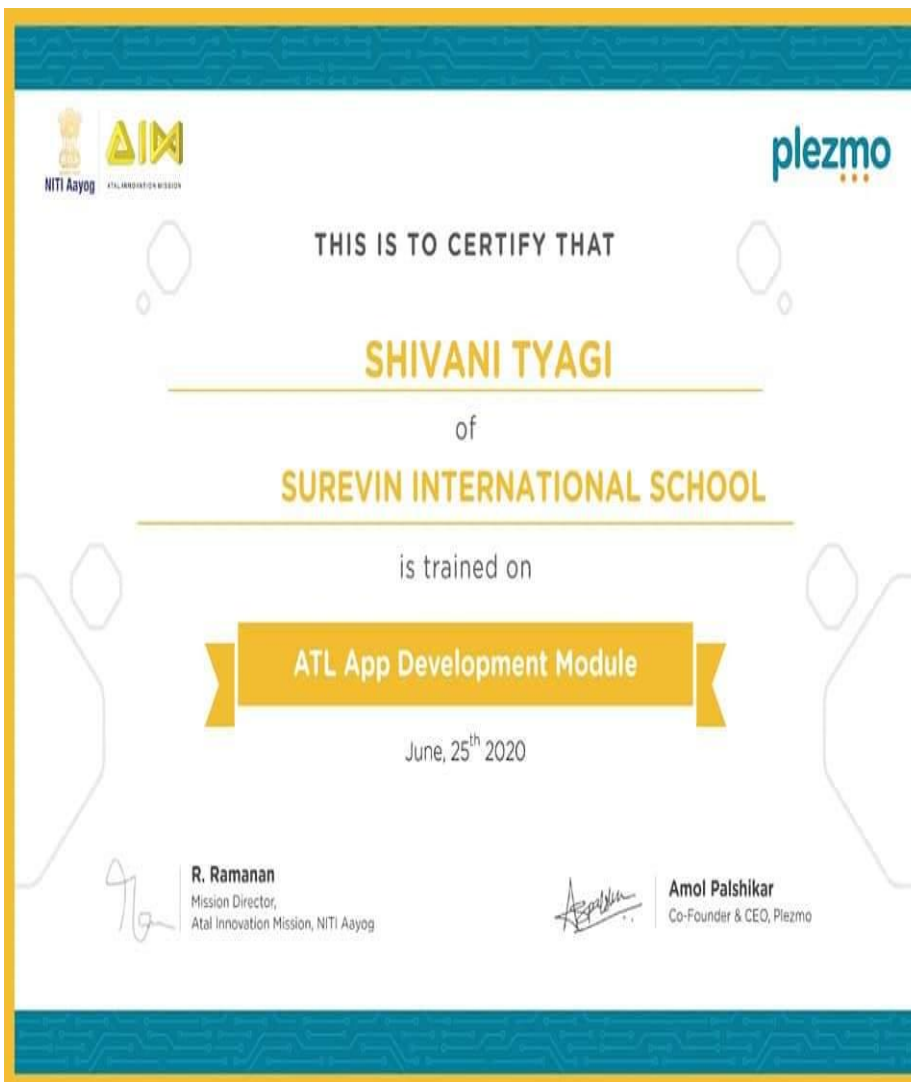 NITI Aayog
AIM
ATAL INNOVATION MISSION
plezmo
THIS IS TO CERTIFY THAT
SHIVANI TYAGI
of
SUREVIN INTERNATIONAL SCHOOL
is trained on
ATL App Development Module
June, 25th 2020
R. Ramanan
Mission Director,
Atal Innovation Mission, NITI Aayog
Amol Palshikar
Co-Founder & CEO, Plezmo